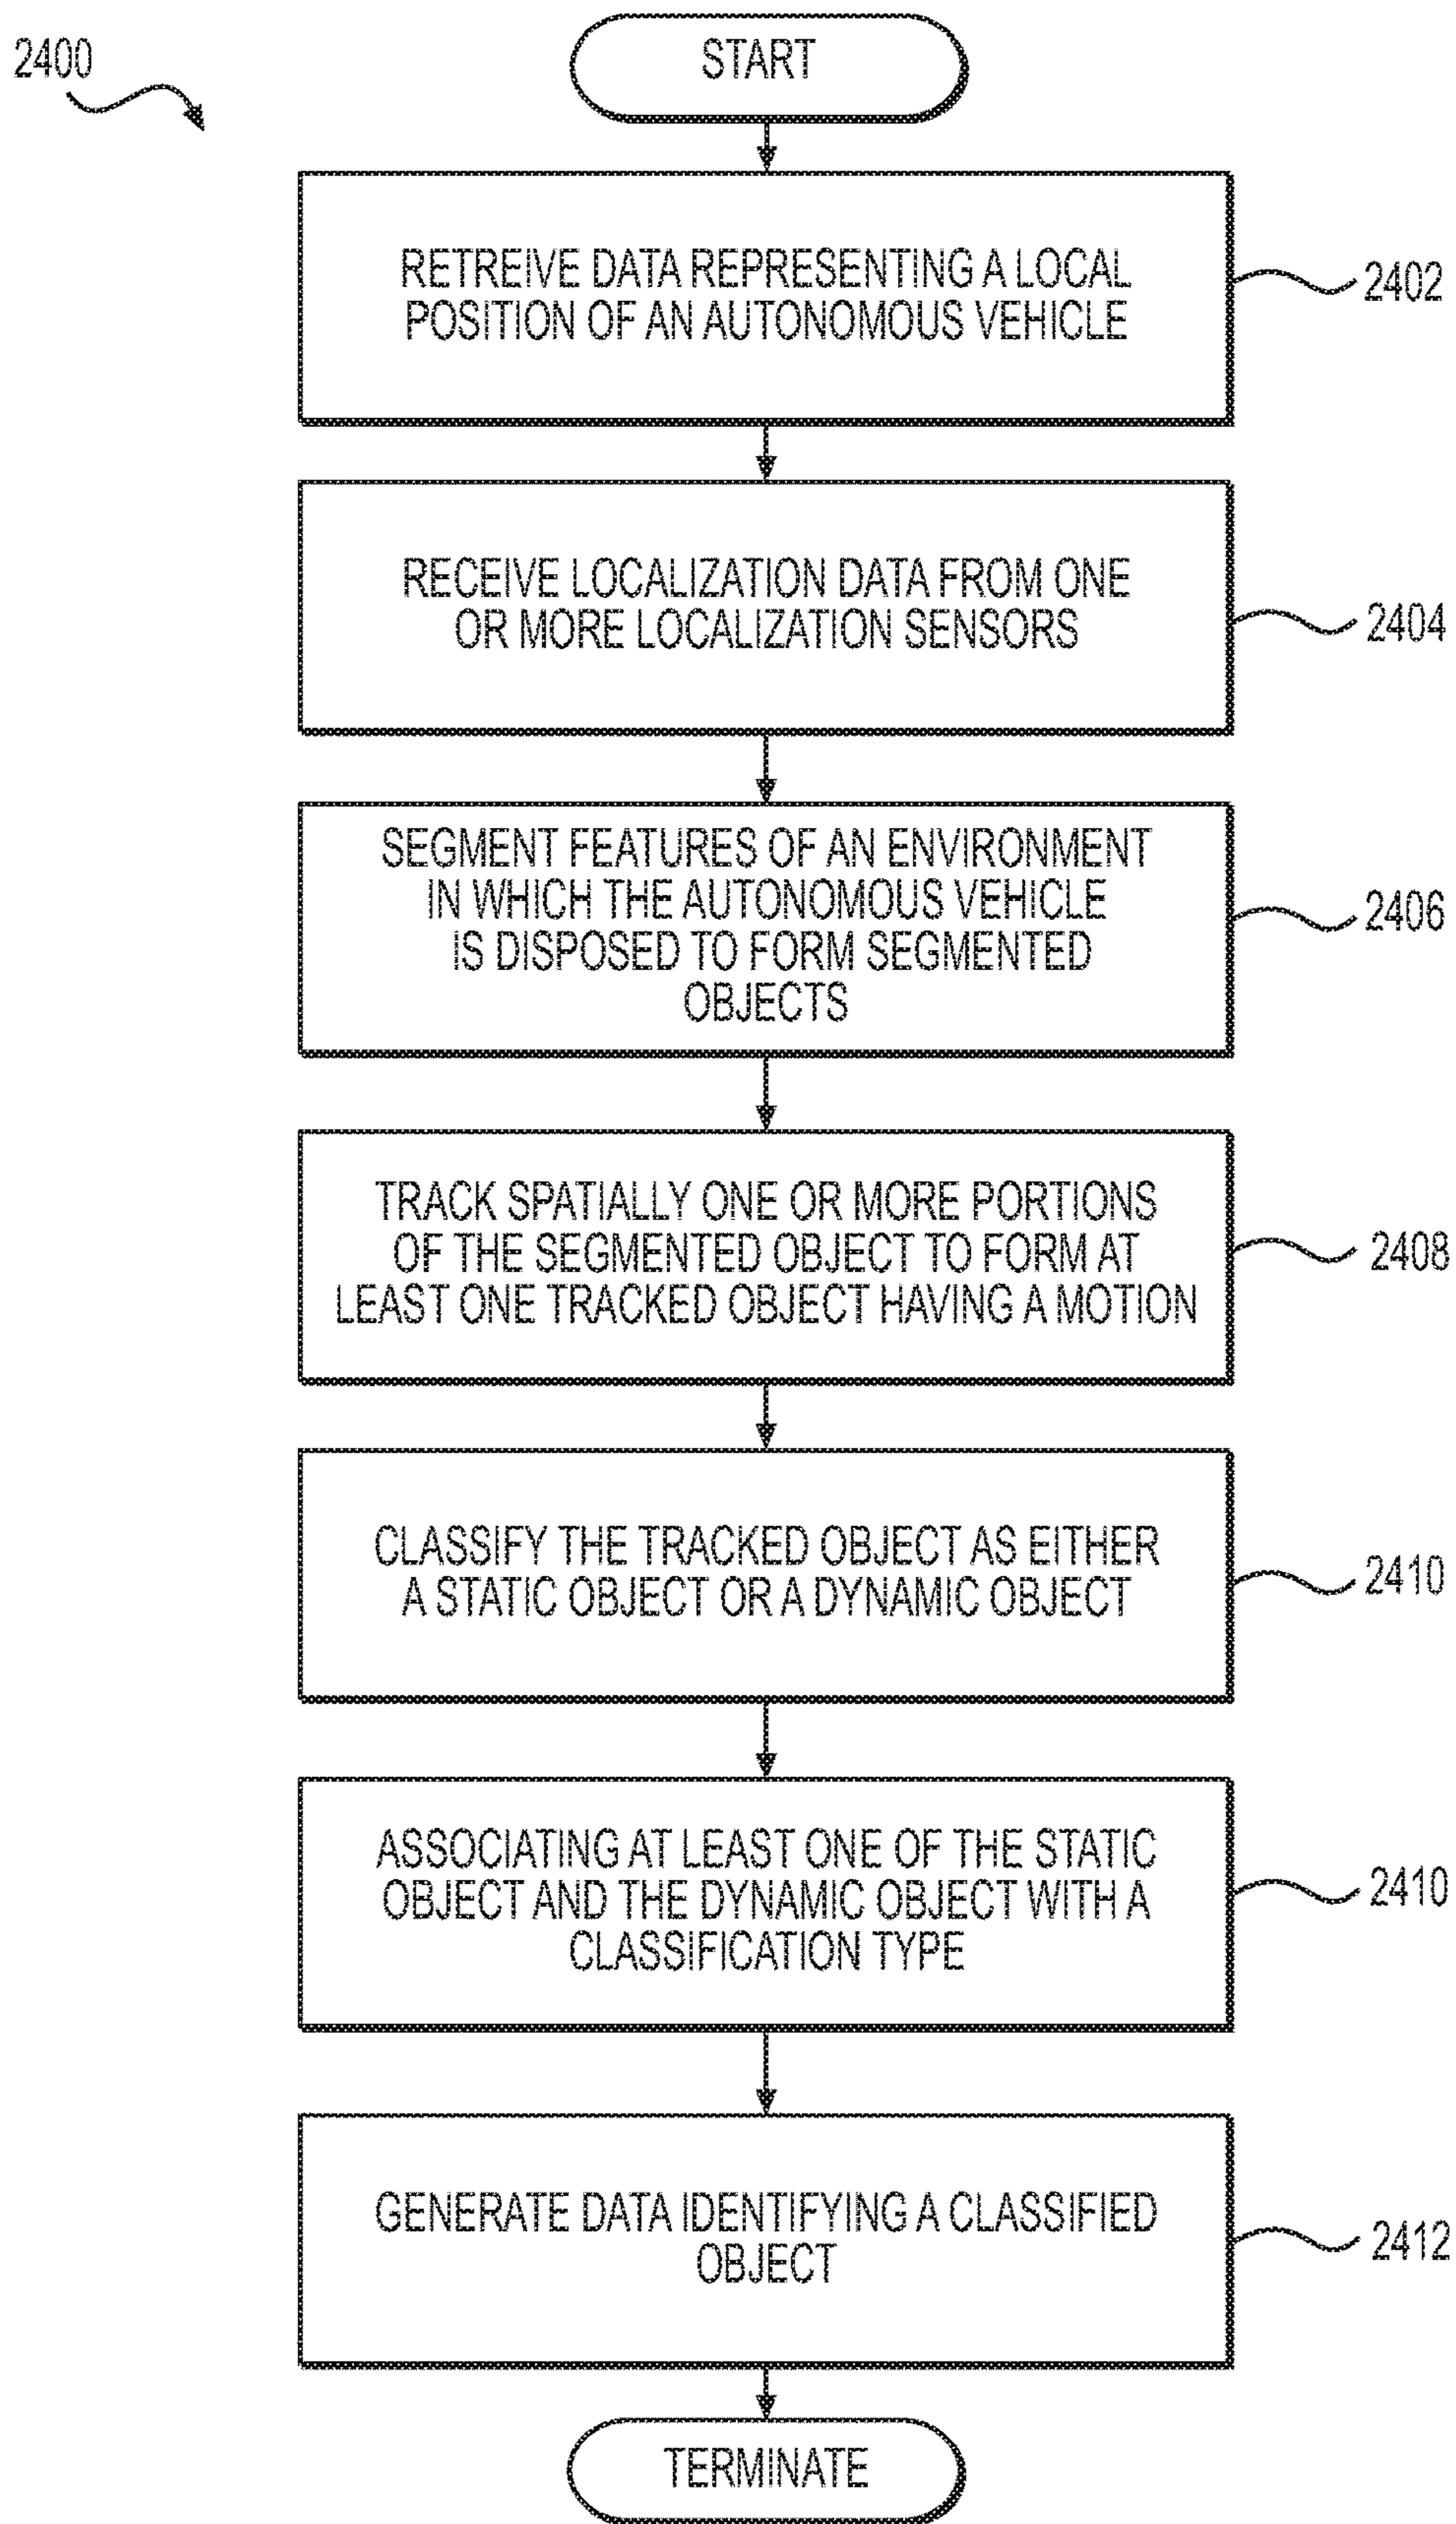 2400
START
RETREIVE DATA REPRESENTING A LOCAL
POSITION OF AN AUTONOMOUS VEHICLE
2402
RECEIVE LOCALIZATION DATA FROM ONE
OR MORE LOCALIZATION SENSORS
2404
SEGMENT FEATURES OF AN ENVIRONMENT
IN WHICH THE AUTONOMOUS VEHICLE
IS DISPOSED TO FORM SEGMENTED
OBJECTS
2406
TRACK SPATIALLY ONE OR MORE PORTIONS
OF THE SEGMENTED OBJECT TO FORM AT
LEAST ONE TRACKED OBJECT HAVING A MOTION
2408
CLASSIFY THE TRACKED OBJECT AS EITHER
A STATIC OBJECT OR A DYNAMIC OBJECT
2410
ASSOCIATING AT LEAST ONE OF THE STATIC
OBJECT AND THE DYNAMIC OBJECT WITH A
CLASSIFICATION TYPE
2410
GENERATE DATA IDENTIFYING A CLASSIFIED
OBJECT
2412
TERMINATE